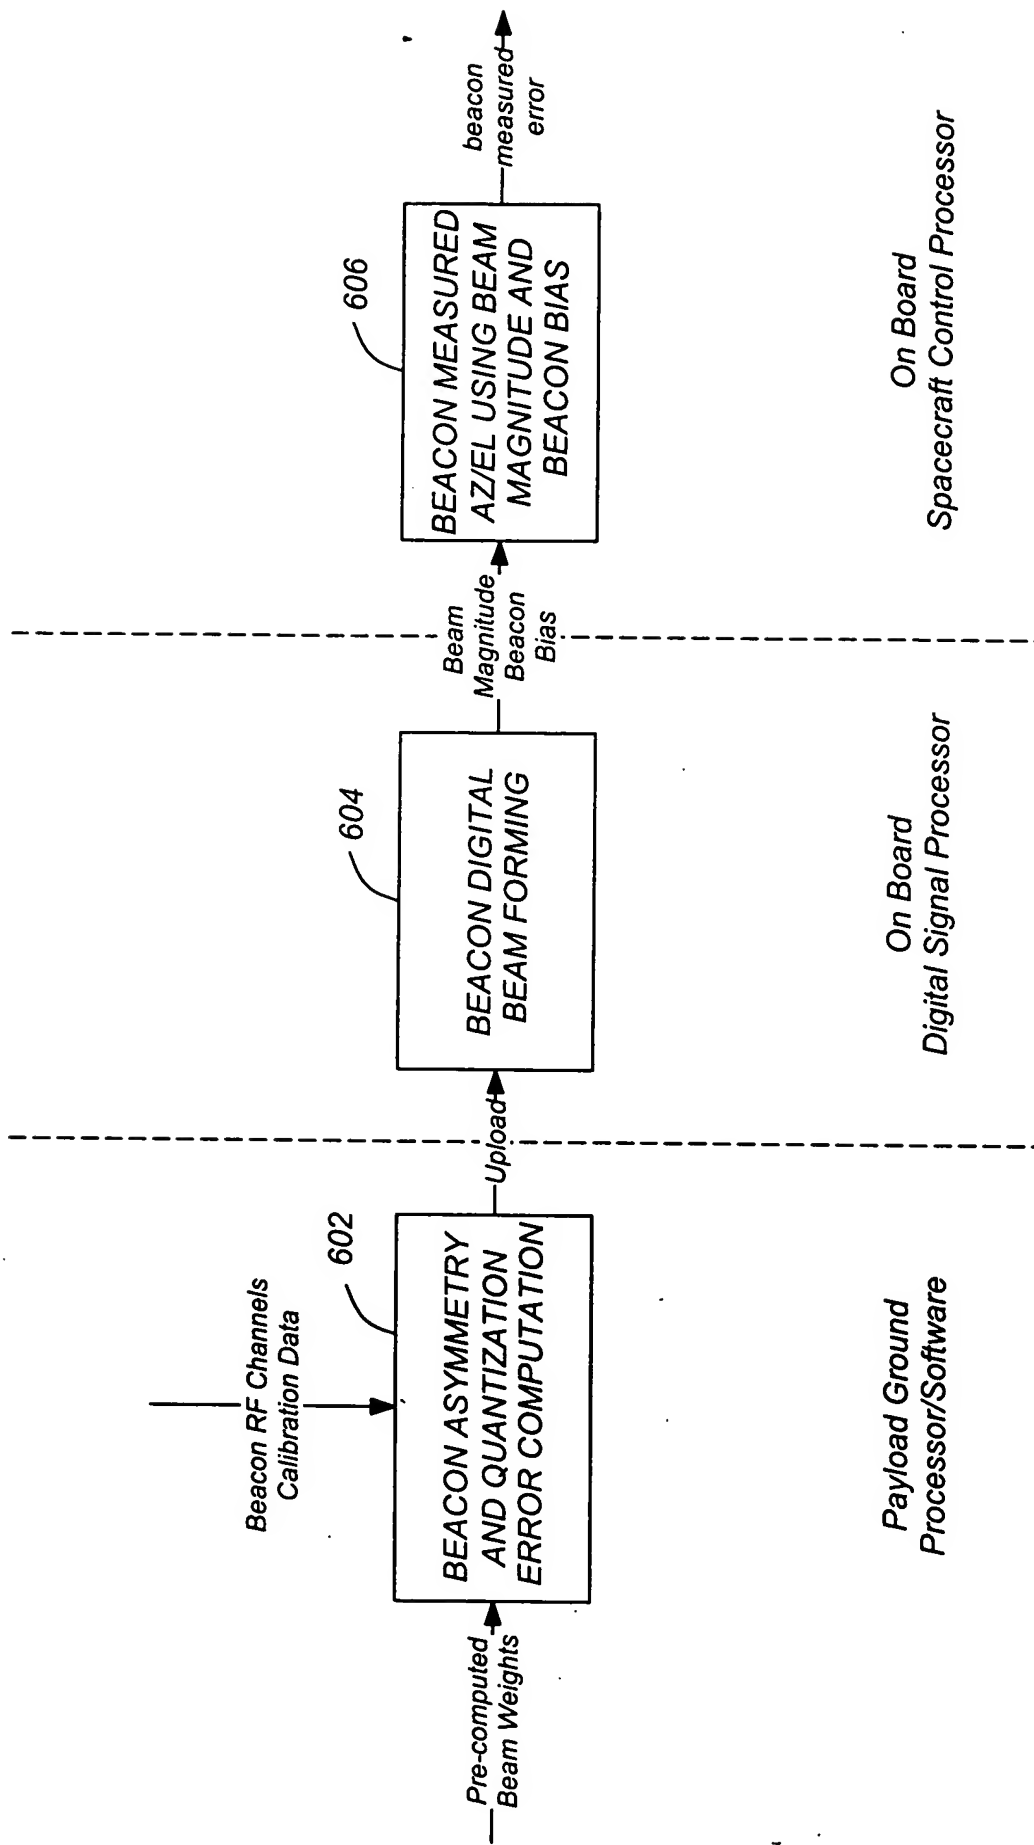 Beacon RF Channels
Calibration Data
602
Pre-computed
Beam Weights
BEACON ASYMMETRY
AND QUANTIZATION
ERROR COMPUTATION
Upload
604
BEACON DIGITAL
BEAM FORMING
Beam
Magnitude
Beacon
Bias
606
BEACON MEASURED
AZ/EL USING BEAM
MAGNITUDE AND
BEACON BIAS
beacon
measured
error
Payload Ground
Processor/Software
On Board
Digital Signal Processor
On Board
Spacecraft Control Processor